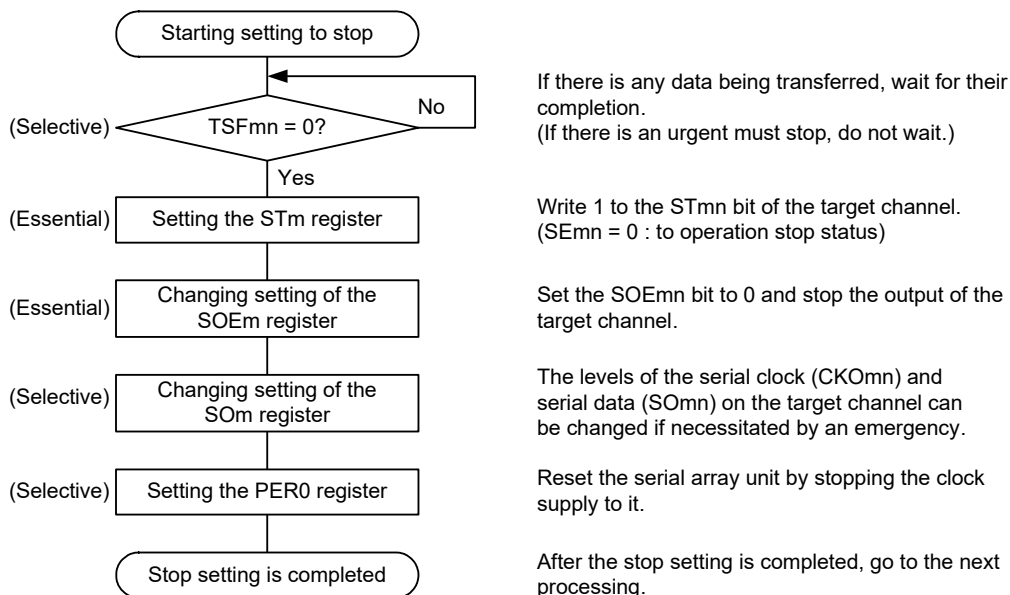 Starting setting to stop
If there is any data being transferred, wait for their
completion.
(If there is an urgent must stop, do not wait.)
(Selective)
TSFmn = 0?
No
Yes
(Essential)
Setting the STm register
Write 1 to the STmn bit of the target channel.
(SEmn = 0 : to operation stop status)
(Essential)
Changing setting of the
SOEm register
Set the SOEmn bit to 0 and stop the output of the
target channel.
(Selective)
Changing setting of the
SOm register
The levels of the serial clock (CKOmn) and
serial data (SOmn) on the target channel can
be changed if necessitated by an emergency.
(Selective)
Setting the PER0 register
Reset the serial array unit by stopping the clock
supply to it.
Stop setting is completed
After the stop setting is completed, go to the next
processing.